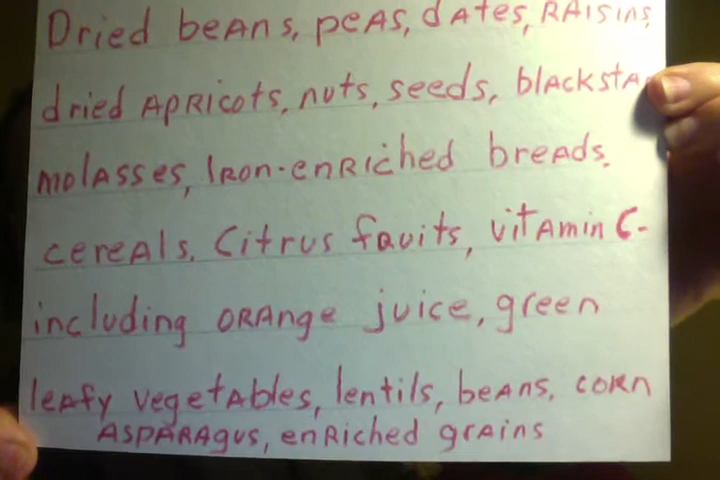 Dried beans, peas, dates, raisins,
dried apricots, nuts, seeds,
molasses, Iron-enriched breads.
cereals. Citrus fruits, vitamin C-
including orange juice, green
leafy vegetables, lentils, beans, corn
asparagus, enriched grains